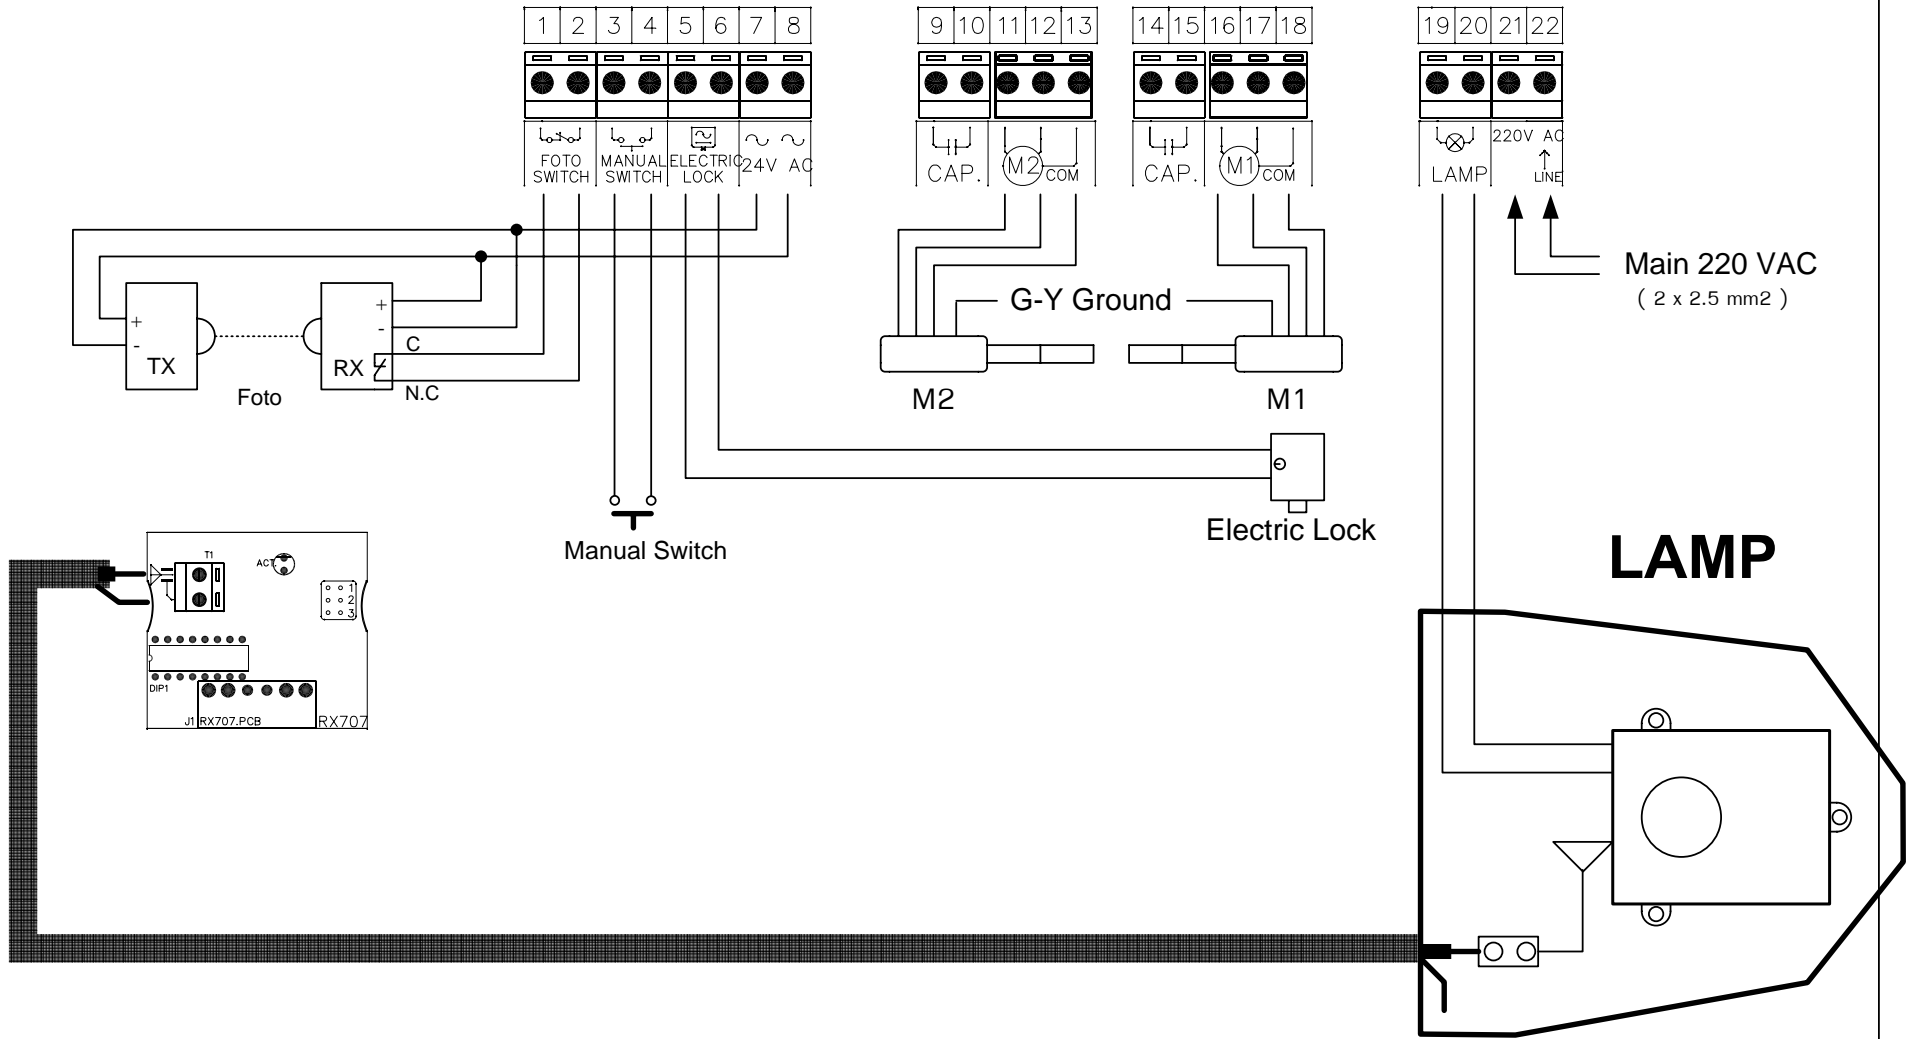 1 2 3 4 5 6 7 8 9 10 11 12 13 14 15 16 17 18 19 20 21 22
FOTO SWITCH
MANUAL SWITCH
ELECTRIC LOCK
24V AC
CAP.
M2
COM
CAP.
M1
COM
LAMP
220V AC
LINE
Main 220 VAC
( 2 x 2.5 mm2 )
G-Y Ground
+
-
TX
Foto
+
-
RX
C
N.C
M2
M1
Electric Lock
Manual Switch
LAMP
T1
ACT.
1
2
3
DIP1
J1 RX707.PCB
RX707